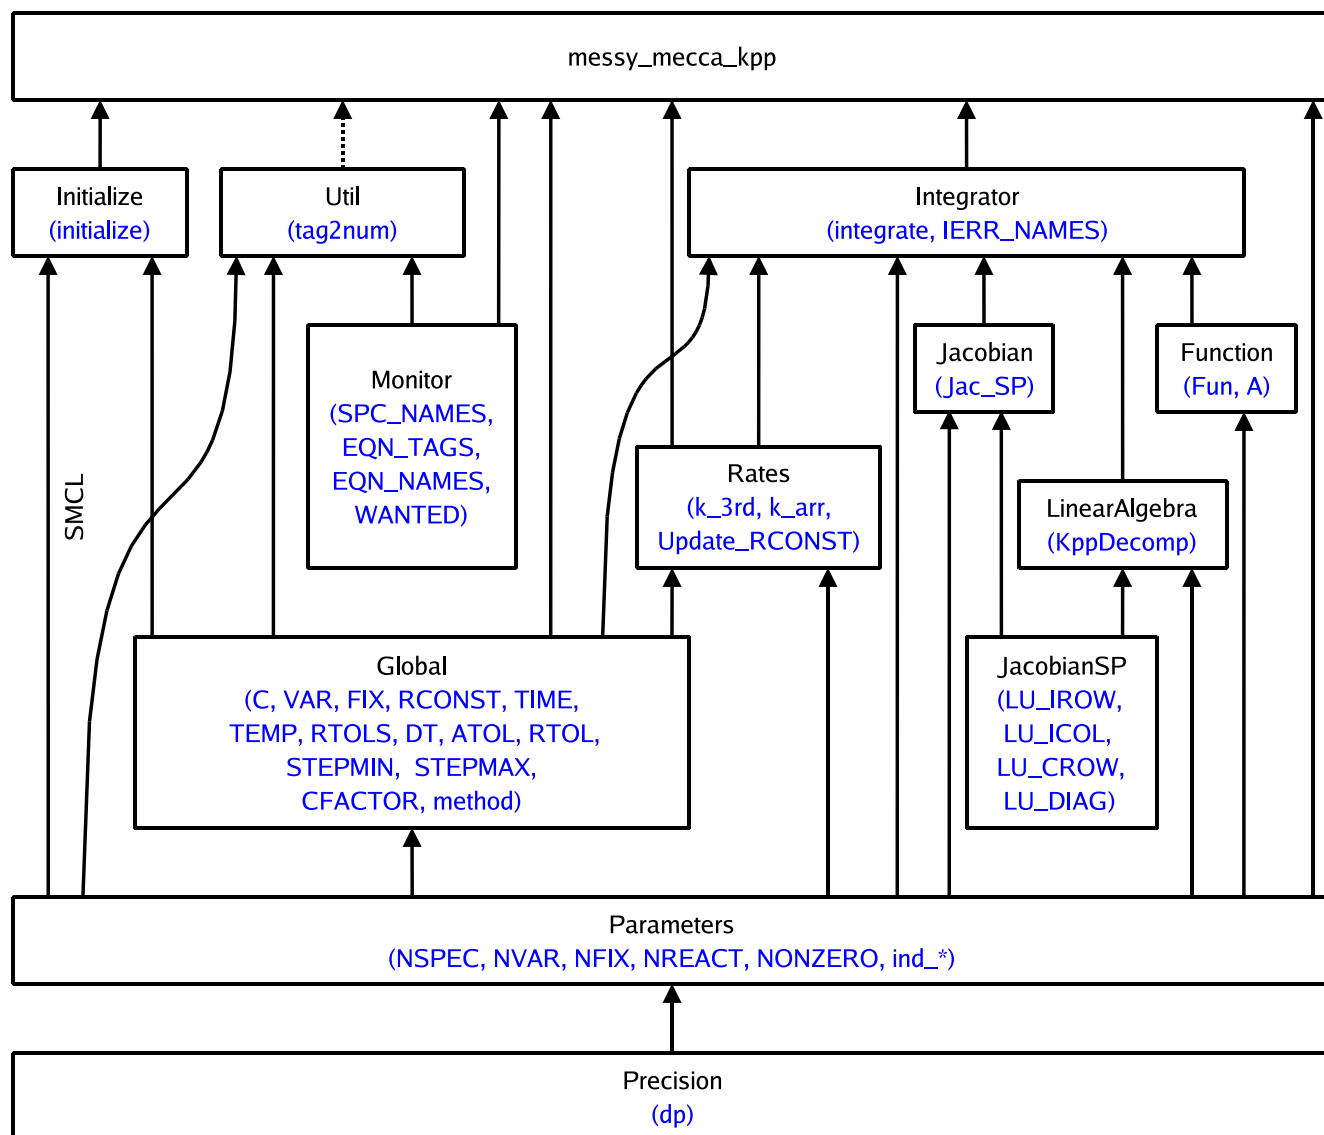 messy_mecca_kpp
Initialize
(initialize)
Util
(tag2num)
Integrator
(integrate, IERR_NAMES)
Monitor
(SPC_NAMES,
EQN_TAGS,
EQN_NAMES,
WANTED)
Jacobian
(Jac_SP)
Function
(Fun, A)
SMCL
Rates
(k_3rd, k_arr,
Update_RCONST)
LinearAlgebra
(KppDecomp)
Global
(C, VAR, FIX, RCONST, TIME,
TEMP, RTOLS, DT, ATOL, RTOL,
STEPMIN, STEPMAX,
CFACTOR, method)
JacobianSP
(LU_IROW,
LU_ICOL,
LU_CROW,
LU_DIAG)
Parameters
(NSPEC, NVAR, NFIX, NREACT, NONZERO, ind_*)
Precision
(dp)